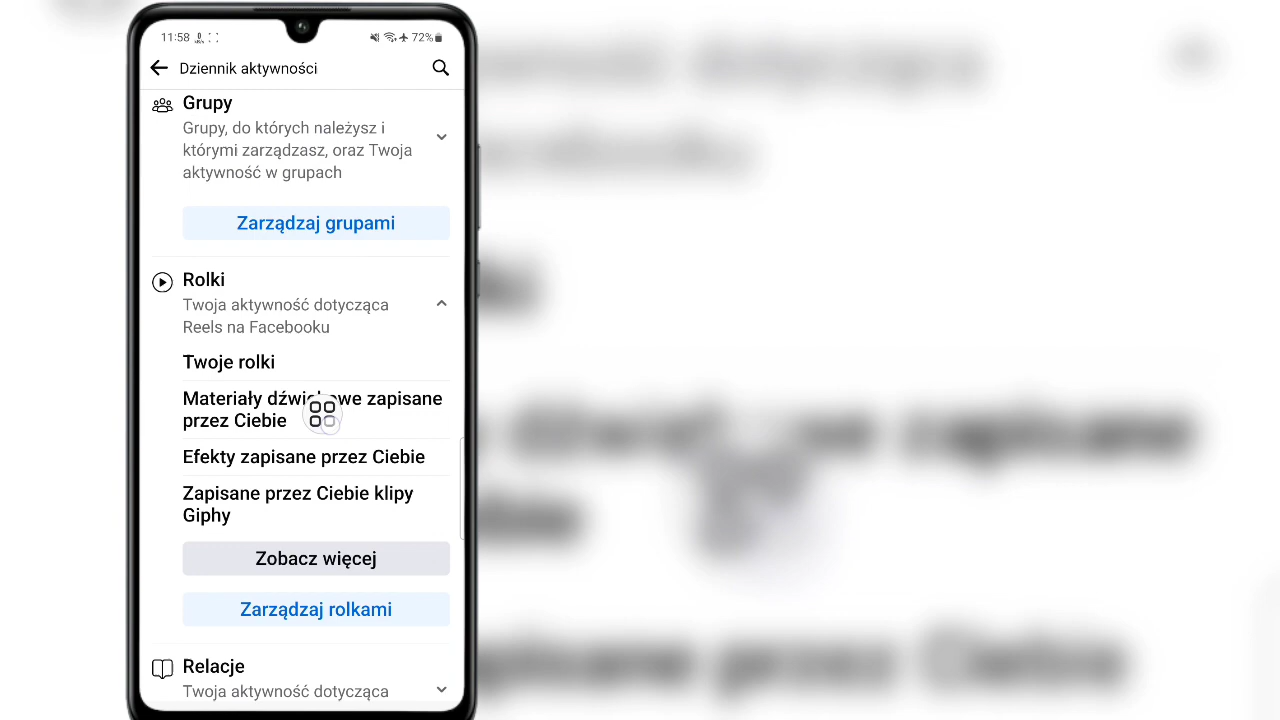 11:58
72%
Dziennik aktywności
Grupy
Grupy, do których należysz i
którymi zarządzasz, oraz Twoja
aktywność w grupach
Zarządzaj grupami
Rolki
Twoja aktywność dotycząca
Reels na Facebooku
Twoje rolki
Materiały dźwiękowe zapisane
przez Ciebie
Efekty zapisane przez Ciebie
Zapisane przez Ciebie klipy
Giphy
Zobacz więcej
Zarządzaj rolkami
Relacje
Twoja aktywność dotycząca